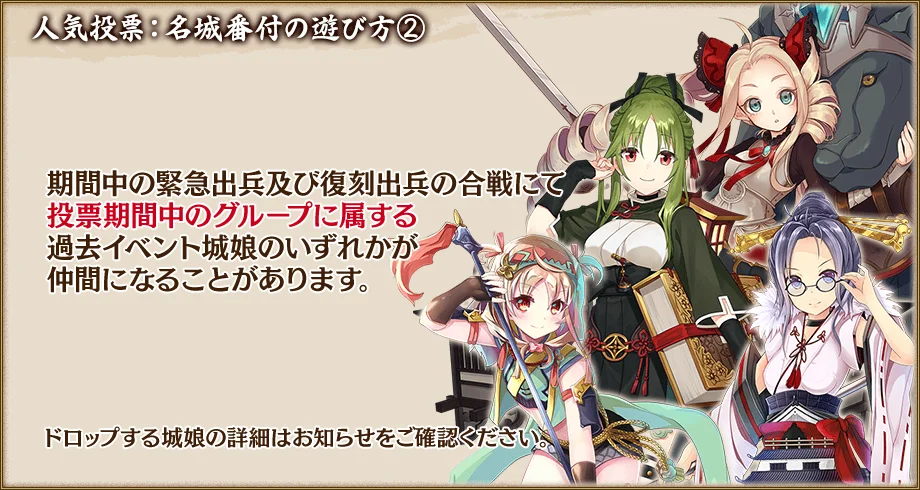 人気投票：名城番付の遊び方②
期間中の緊急出兵及び復刻出兵の合戦にて
投票期間中のグループに属する
過去イベント城娘のいずれかが
仲間になることがあります。
ドロップする城娘の詳細はお知らせをご確認ください。